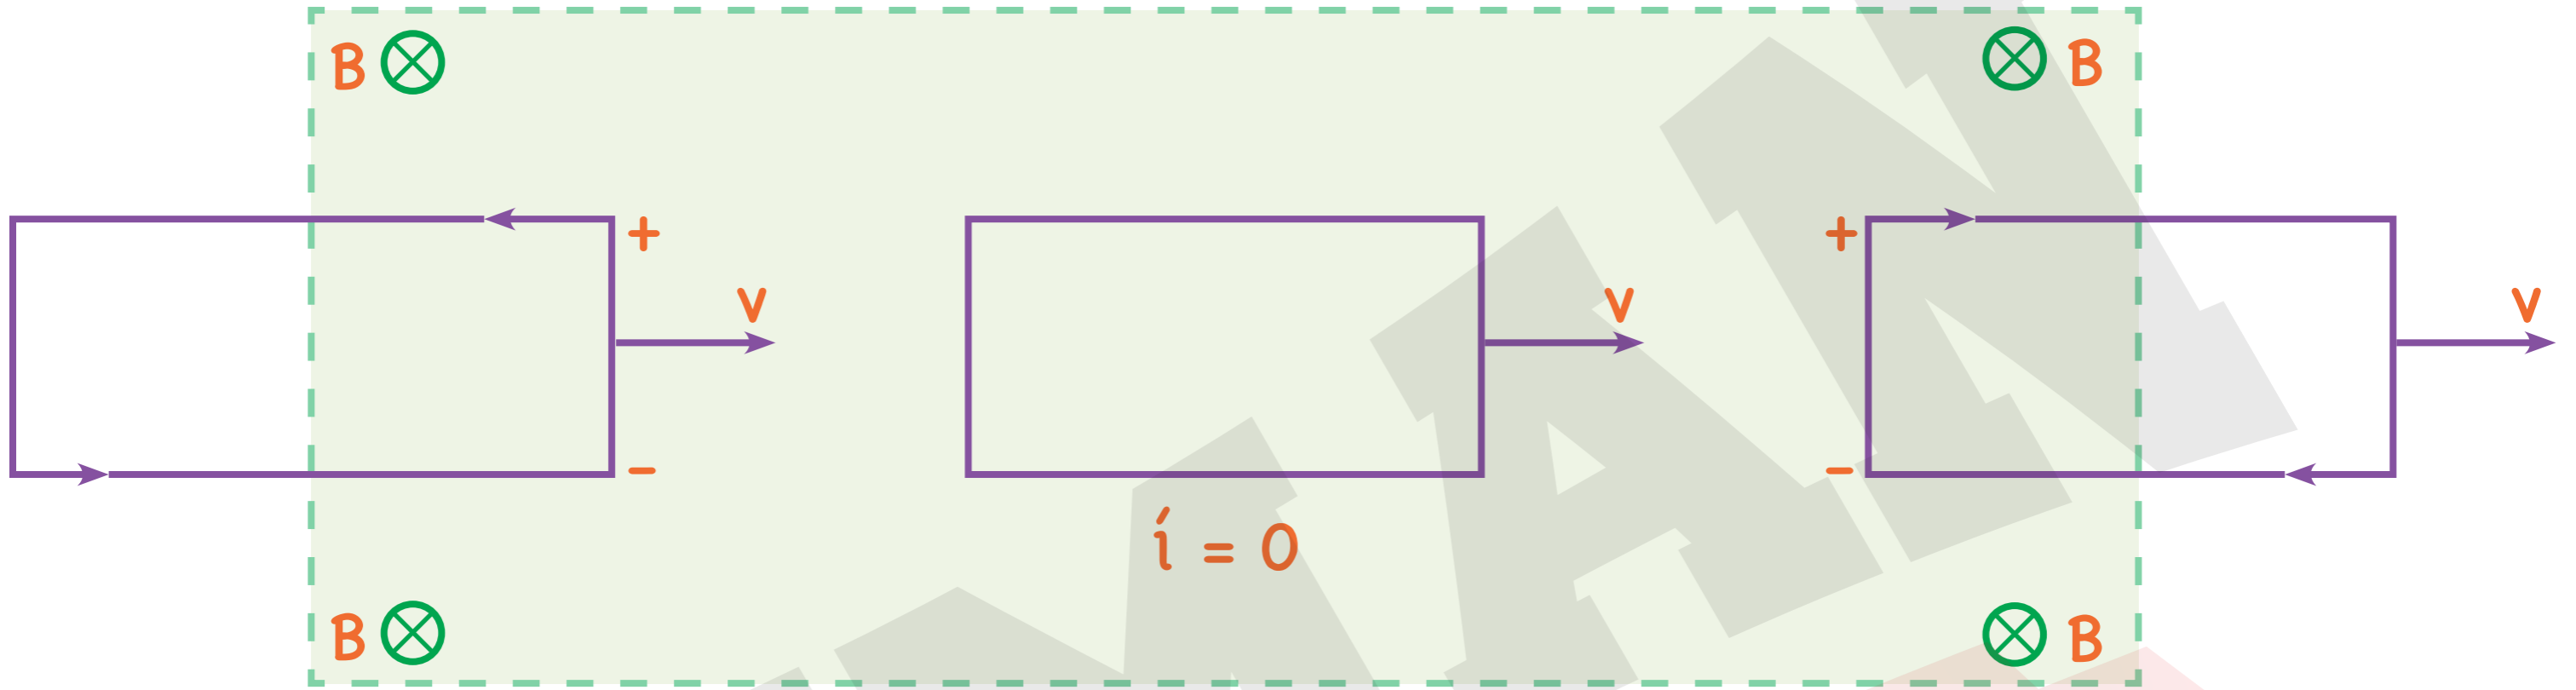 B ⊗ ⊗ B
+ +
v v v
− −
i = 0
B ⊗ ⊗ B